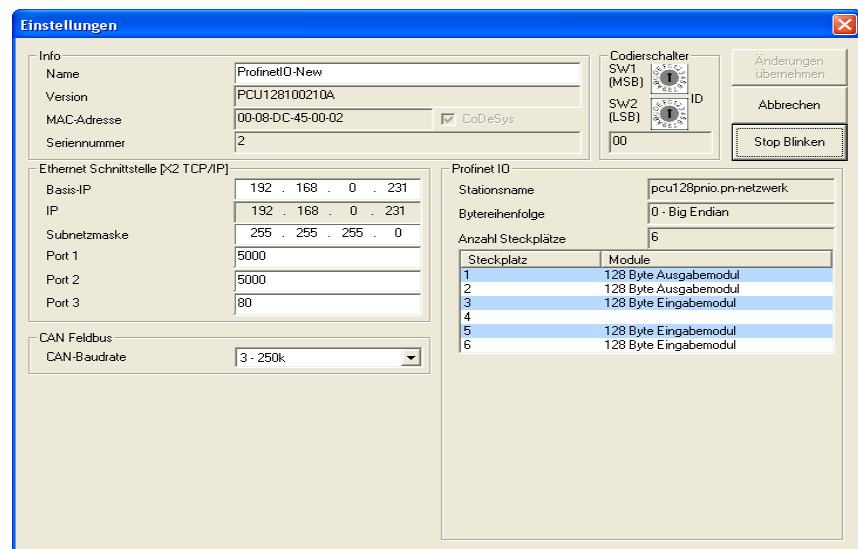 Einstellungen
Info
Name
ProfinetIO-New
Version
PCU128100210A
MAC-Adresse
00-08-DC-45-00-02
CoDeSys
Seriennummer
2
Codierschalter
SW1
(MSB)
SW2
(LSB)
ID
00
Änderungen
übernehmen
Abbrechen
Stop Blinken
Ethernet Schnittstelle [X2 TCP/IP]
Basis-IP
192 . 168 . 0 . 231
IP
192 . 168 . 0 . 231
Subnetzmaske
255 . 255 . 255 . 0
Port 1
5000
Port 2
5000
Port 3
80
CAN Feldbus
CAN-Baudrate
3 - 250k
Profinet IO
Stationsname
pcu128pnio.pn-netzwerk
Bytereihenfolge
0 - Big Endian
Anzahl Steckplätze
6
Steckplatz Module
1 128 Byte Ausgabemodul
2 128 Byte Ausgabemodul
3 128 Byte Eingabemodul
4
5 128 Byte Eingabemodul
6 128 Byte Eingabemodul